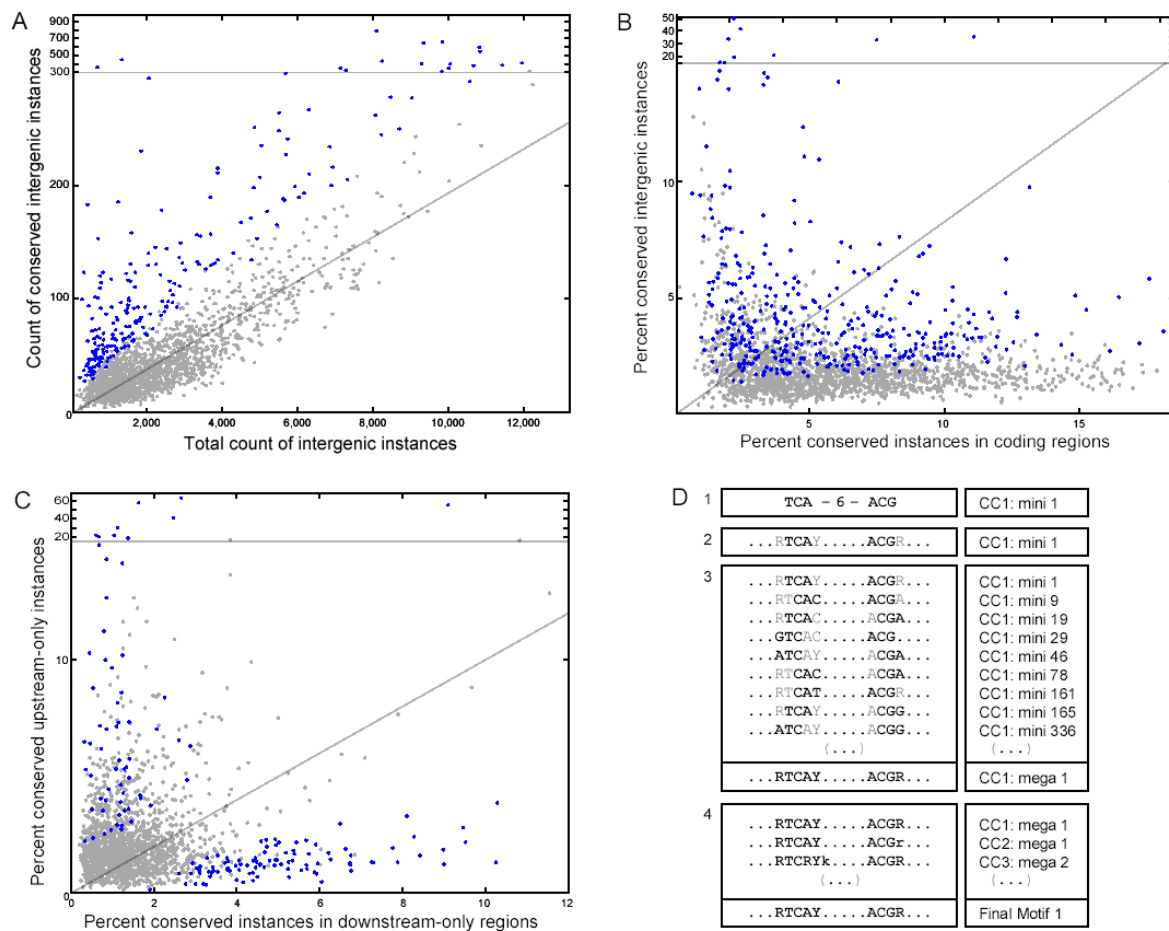 A
Count of conserved intergenic instances
900
700
500
300
200
100
0
2,000
4,000
6,000
8,000
10,000
12,000
Total count of intergenic instances
B
Percent conserved intergenic instances
50
40
30
20
10
5
5
10
15
Percent conserved instances in coding regions
C
Percent conserved upstream-only instances
60
40
20
10
0
0
2
4
6
8
10
12
Percent conserved instances in downstream-only regions
D
1
TCA – 6 – ACG
CC1: mini 1
2
...RTCAY.....ACGR...
CC1: mini 1
3
...RTCAY.....ACGR...
CC1: mini 1
...RTCAC.....ACGA...
CC1: mini 9
...RTCAC.....ACGA...
CC1: mini 19
...GTCAC.....ACG....
CC1: mini 29
...ATCAY.....ACGA...
CC1: mini 46
...RTCAC.....ACGA...
CC1: mini 78
...RTCAT.....ACGR...
CC1: mini 161
...RTCAY.....ACGG...
CC1: mini 165
...ATCAY.....ACGG...
CC1: mini 336
(...)
(...)
...RTCAY.....ACGR...
CC1: mega 1
4
...RTCAY.....ACGR...
CC1: mega 1
...RTCAY.....ACGr...
CC2: mega 1
...RTCRYk....ACGR...
CC3: mega 2
(...)
(...)
...RTCAY.....ACGR...
Final Motif 1